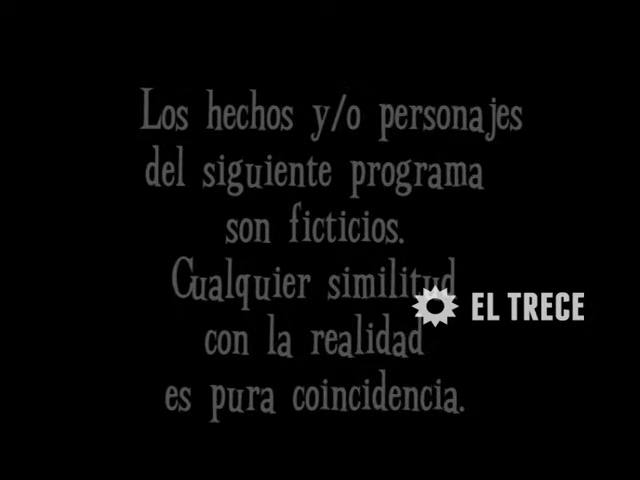 Los hechos y/o personajes
del siguiente programa
son ficticios.
Cualquier similitud
EL TRECE
con la realidad
es pura coincidencia.